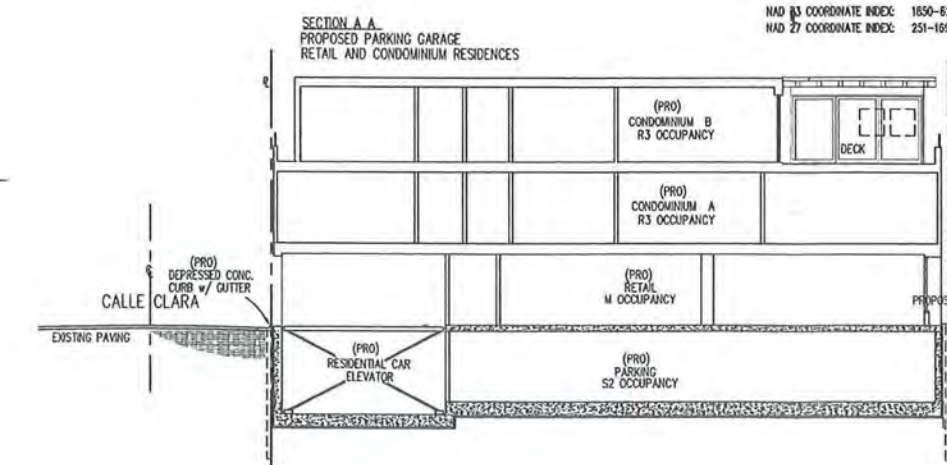 NAD 83 COORDINATE INDEX:
NAD 27 COORDINATE INDEX:
SECTION A A
PROPOSED PARKING GARAGE
RETAIL AND CONDOMINIUM RESIDENCES
(PRO)
CONDOMINIUM B
R3 OCCUPANCY
DECK
(PRO)
CONDOMINIUM A
R3 OCCUPANCY
(PRO)
DEPRESSED CONC.
CURB w/ GUTTER
CALLE CLARA
EXISTING PAVING
(PRO)
RETAIL
M OCCUPANCY
(PRO)
RESIDENTIAL CAR
ELEVATOR
(PRO)
PARKING
S2 OCCUPANCY